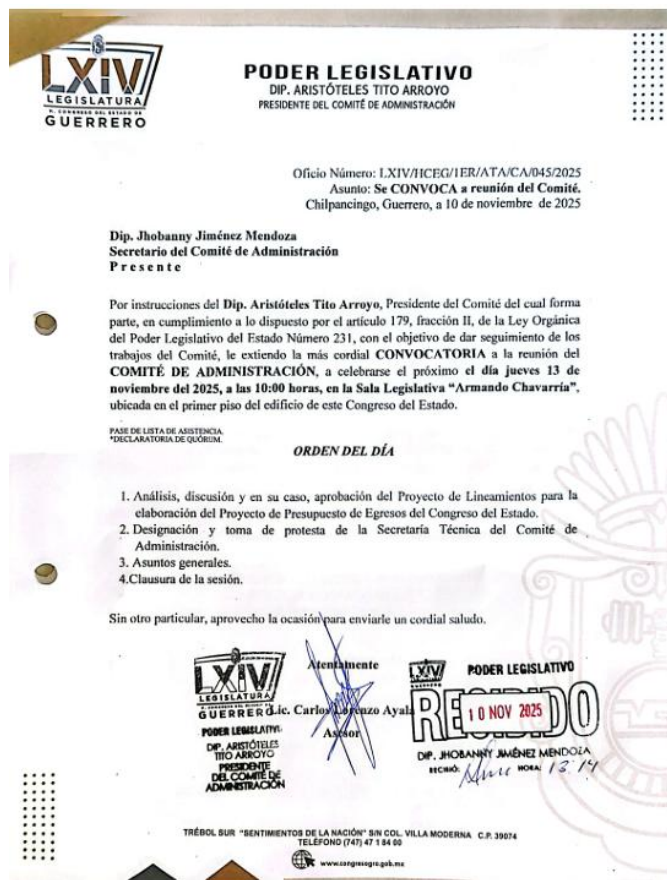 LXIV
LEGISLATURA
H. CONGRESO DEL ESTADO DE
GUERRERO
PODER LEGISLATIVO
DIP. ARISTÓTELES TITO ARROYO
PRESIDENTE DEL COMITÉ DE ADMINISTRACIÓN
Oficio Número: LXIV/HCEG/1ER/ATA/CA/045/2025
Asunto: Se CONVOCA a reunión del Comité.
Chilpancingo, Guerrero, a 10 de noviembre de 2025
Dip. Jhobanny Jiménez Mendoza
Secretario del Comité de Administración
P r e s e n t e
Por instrucciones del Dip. Aristóteles Tito Arroyo, Presidente del Comité del cual forma
parte, en cumplimiento a lo dispuesto por el artículo 179, fracción II, de la Ley Orgánica
del Poder Legislativo del Estado Número 231, con el objetivo de dar seguimiento de los
trabajos del Comité, le extiendo la más cordial CONVOCATORIA a la reunión del
COMITÉ DE ADMINISTRACIÓN, a celebrarse el próximo el día jueves 13 de
noviembre del 2025, a las 10:00 horas, en la Sala Legislativa “Armando Chavarría”,
ubicada en el primer piso del edificio de este Congreso del Estado.
PASE DE LISTA DE ASISTENCIA.
*DECLARATORIA DE QUÓRUM.
ORDEN DEL DÍA
1. Análisis, discusión y en su caso, aprobación del Proyecto de Lineamientos para la
elaboración del Proyecto de Presupuesto de Egresos del Congreso del Estado.
2. Designación y toma de protesta de la Secretaría Técnica del Comité de
Administración.
3. Asuntos generales.
4.Clausura de la sesión.
Sin otro particular, aprovecho la ocasión para enviarle un cordial saludo.
Atentamente
Lic. Carlos Lorenzo Ayala
Asesor
LXIV
LEGISLATURA
GUERRERO
PODER LEGISLATIVO
DIP. ARISTÓTELES
TITO ARROYO
PRESIDENTE
DEL COMITÉ DE
ADMINISTRACIÓN
LXIV
GUERRERO
PODER LEGISLATIVO
RECIBIDO
10 NOV 2025
DIP. JHOBANNY JIMÉNEZ MENDOZA
RECIBIÓ: HORA: 13:14
TRÉBOL SUR "SENTIMIENTOS DE LA NACIÓN" S/N COL. VILLA MODERNA C.P. 39074
TELÉFONO (747) 47 1 84 00
www.congresogro.gob.mx